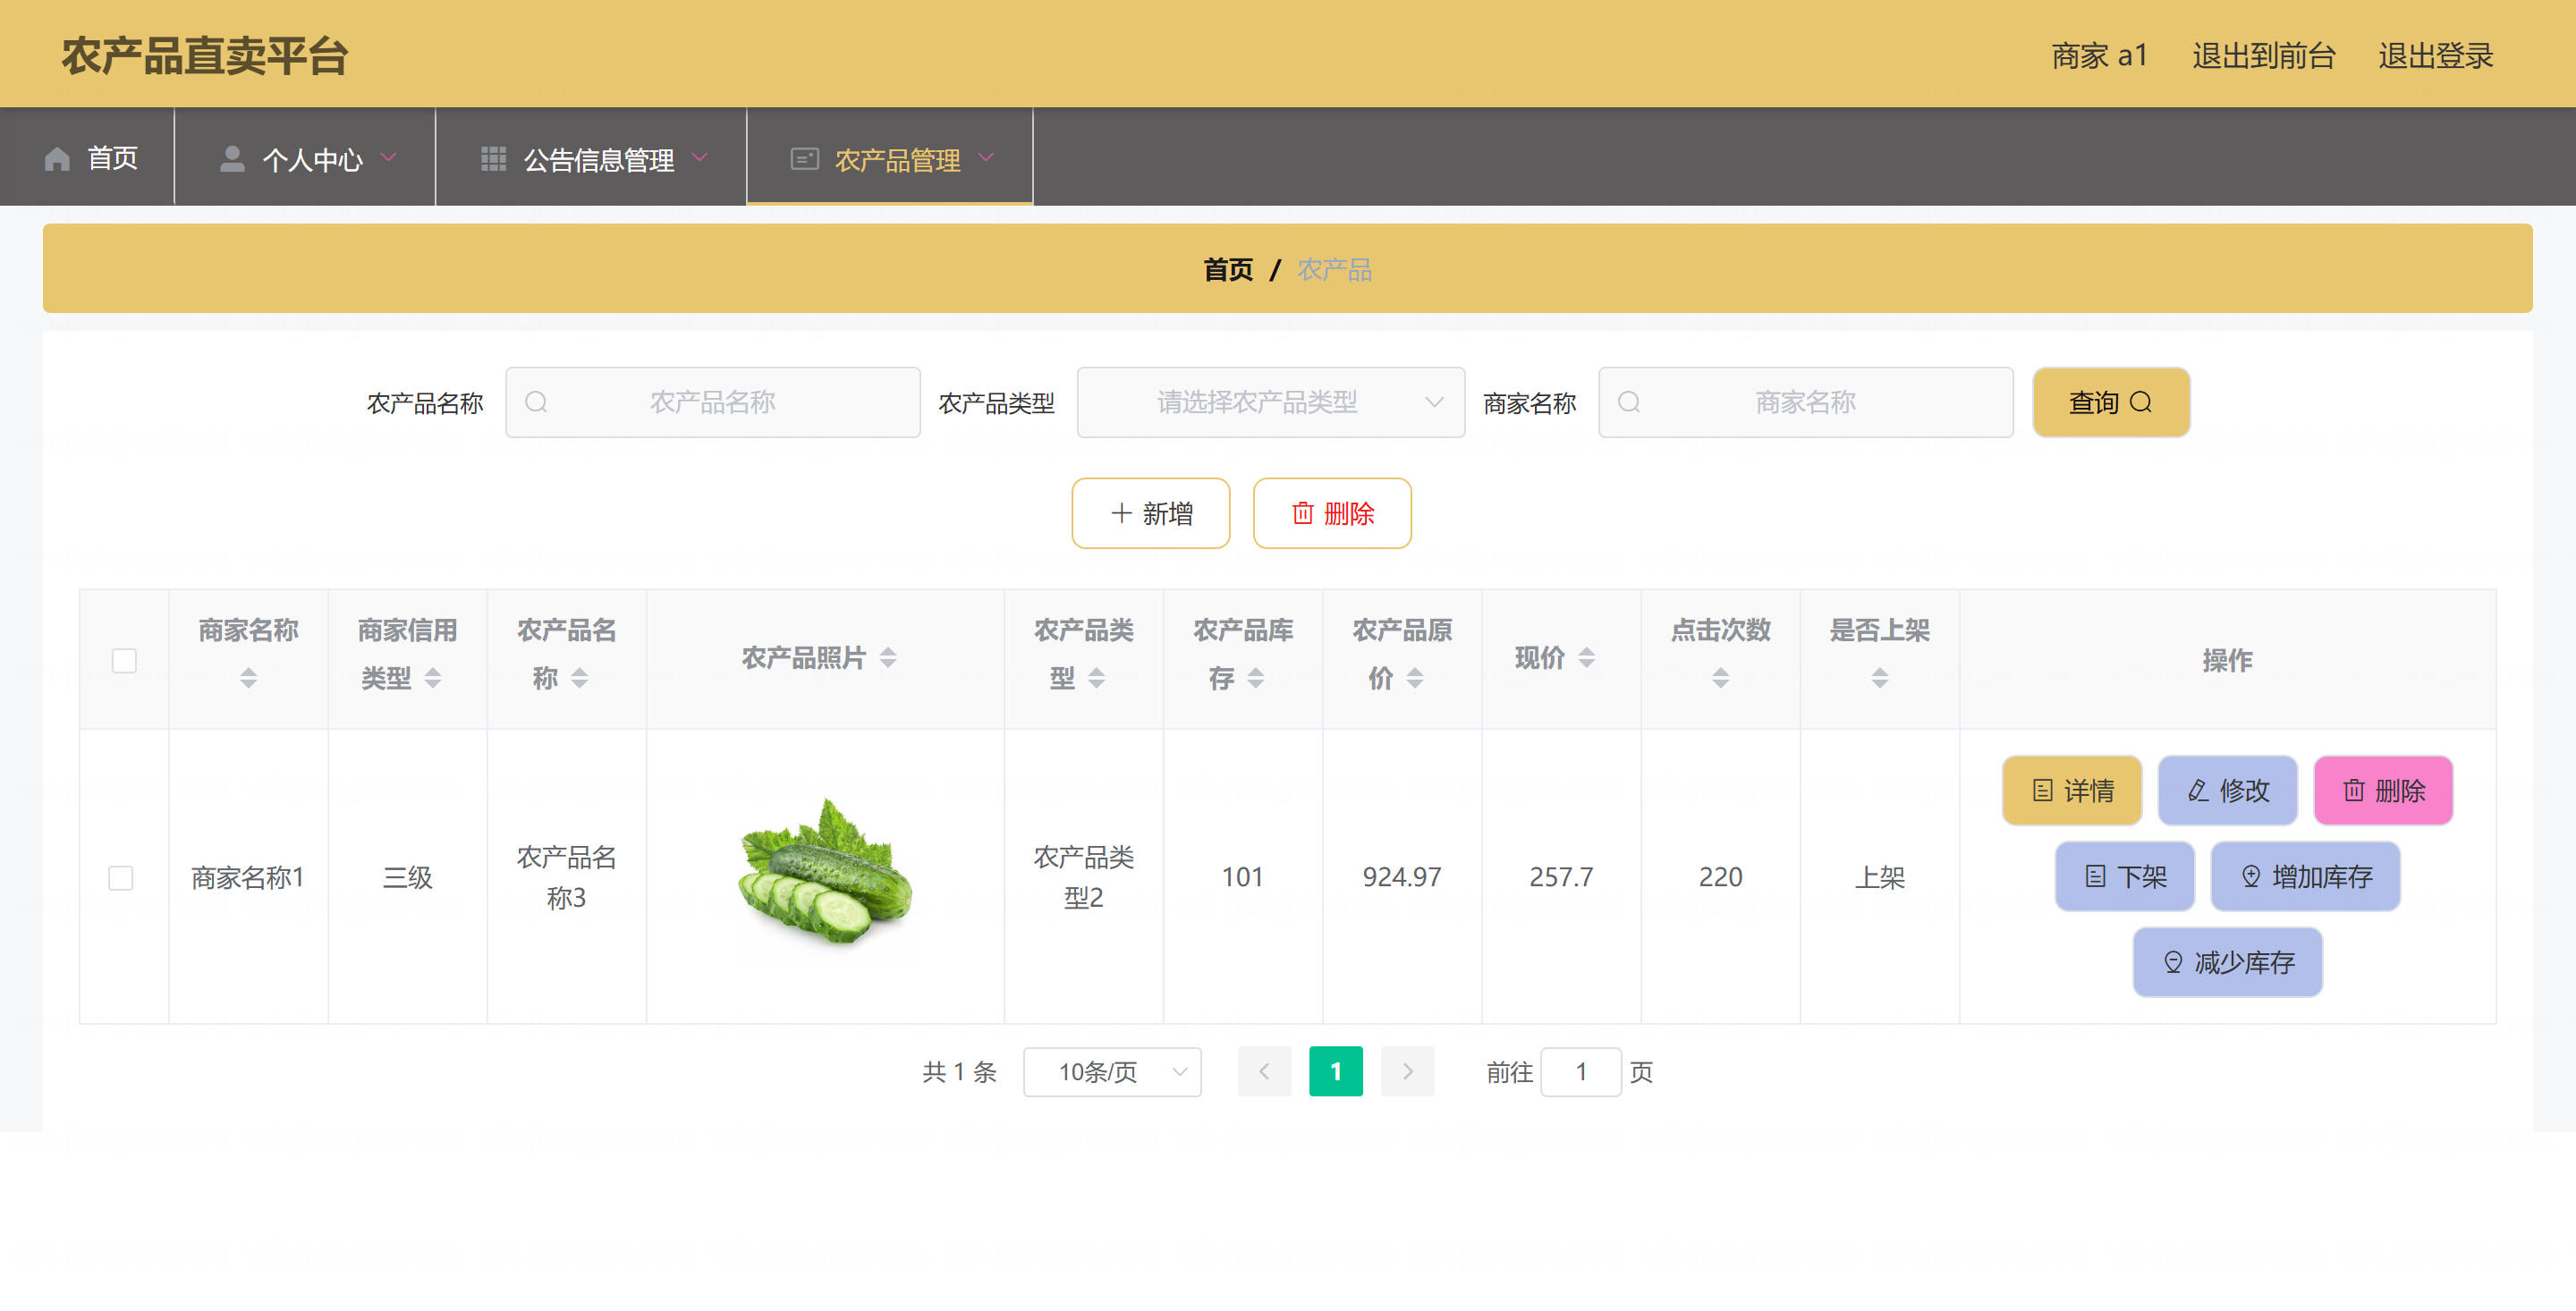 农产品直卖平台
商家 a1 退出到前台 退出登录
首页 个人中心 公告信息管理 农产品管理
首页 / 农产品
农产品名称 农产品名称 农产品类型 请选择农产品类型 商家名称 商家名称 查询
新增 删除
商家名称 商家信用类型 农产品名称 农产品照片 农产品类型 农产品库存 农产品原价 现价 点击次数 是否上架 操作
商家名称1 三级 农产品名称3 农产品类型2 101 924.97 257.7 220 上架
详情 修改 删除
下架 增加库存
减少库存
共 1 条 10条/页 1 前往 1 页